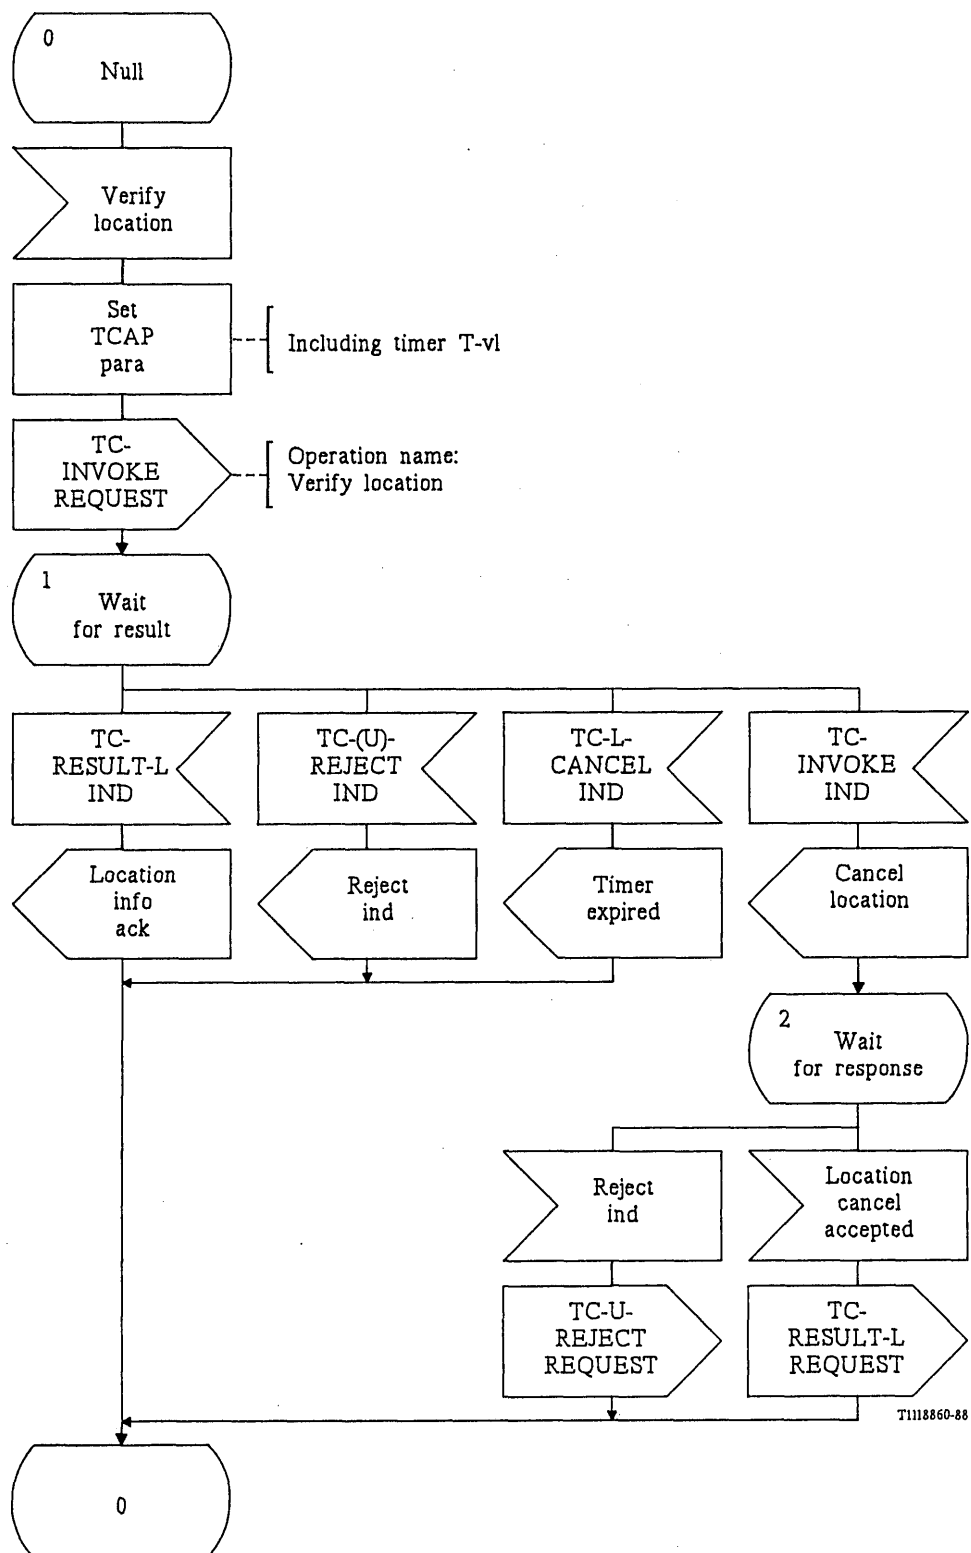 0
Null
Verify
location
Set
TCAP
para
Including timer T-vl
TC-
INVOKE
REQUEST
Operation name:
Verify location
1
Wait
for result
TC-
RESULT-L
IND
TC-(U)-
REJECT
IND
TC-L-
CANCEL
IND
TC-
INVOKE
IND
Location
info
ack
Reject
ind
Timer
expired
Cancel
location
2
Wait
for response
Reject
ind
Location
cancel
accepted
TC-U-
REJECT
REQUEST
TC-
RESULT-L
REQUEST
T1118860-88
0